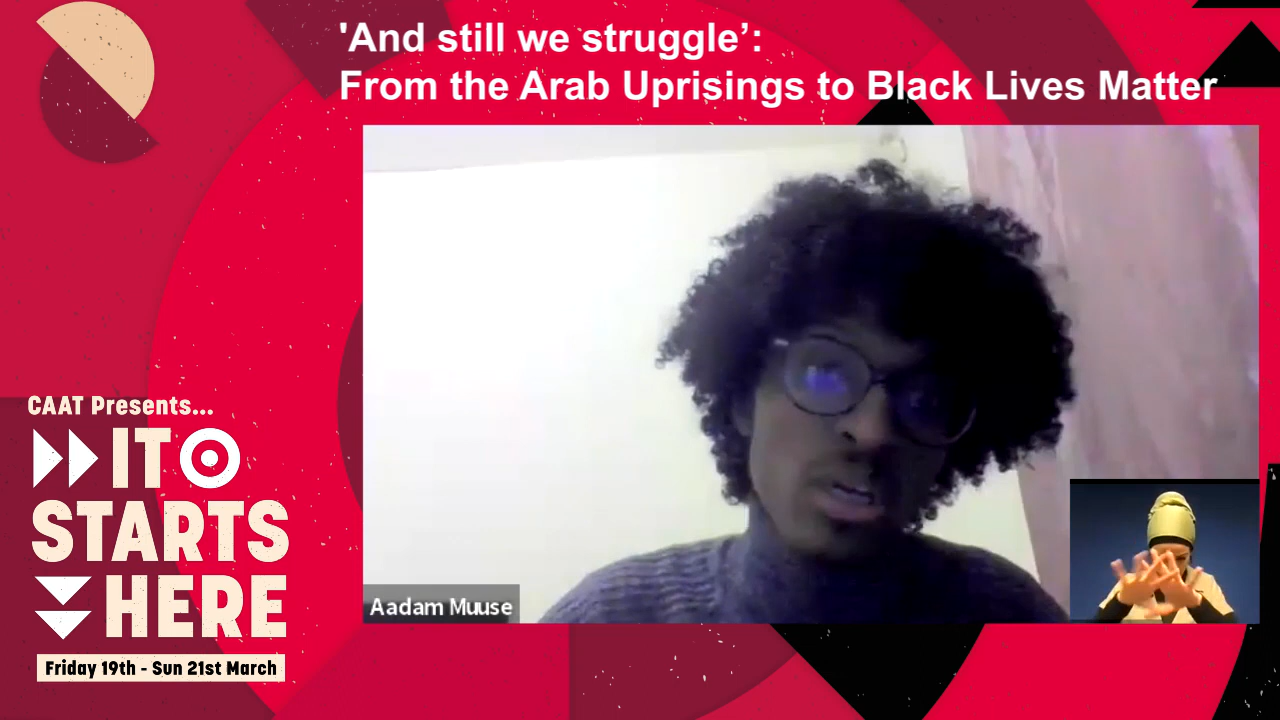 'And still we struggle’:
From the Arab Uprisings to Black Lives Matter
CAAT Presents...
IT
STARTS
HERE
Friday 19th - Sun 21st March
Aadam Muuse